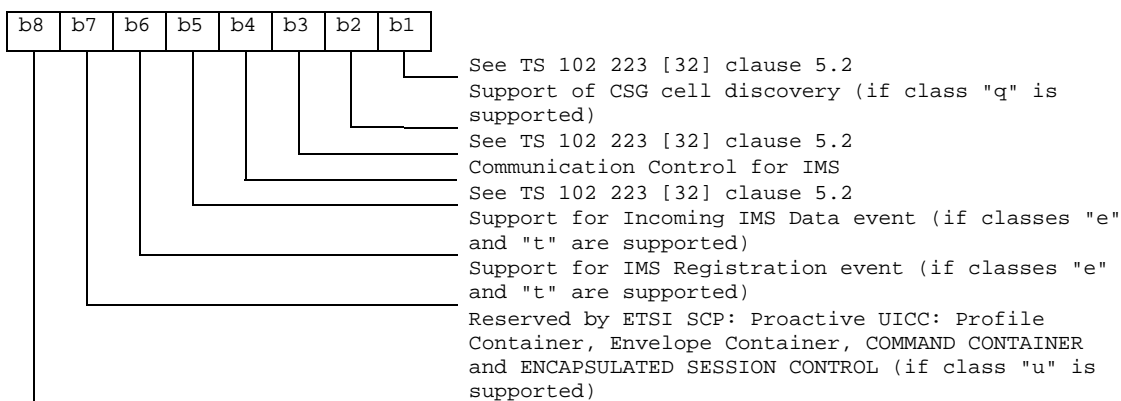 b8 b7 b6 b5 b4 b3 b2 b1
See TS 102 223 [32] clause 5.2
Support of CSG cell discovery (if class "q" is
supported)
See TS 102 223 [32] clause 5.2
Communication Control for IMS
See TS 102 223 [32] clause 5.2
Support for Incoming IMS Data event (if classes "e"
and "t" are supported)
Support for IMS Registration event (if classes "e"
and "t" are supported)
Reserved by ETSI SCP: Proactive UICC: Profile
Container, Envelope Container, COMMAND CONTAINER
and ENCAPSULATED SESSION CONTROL (if class "u" is
supported)